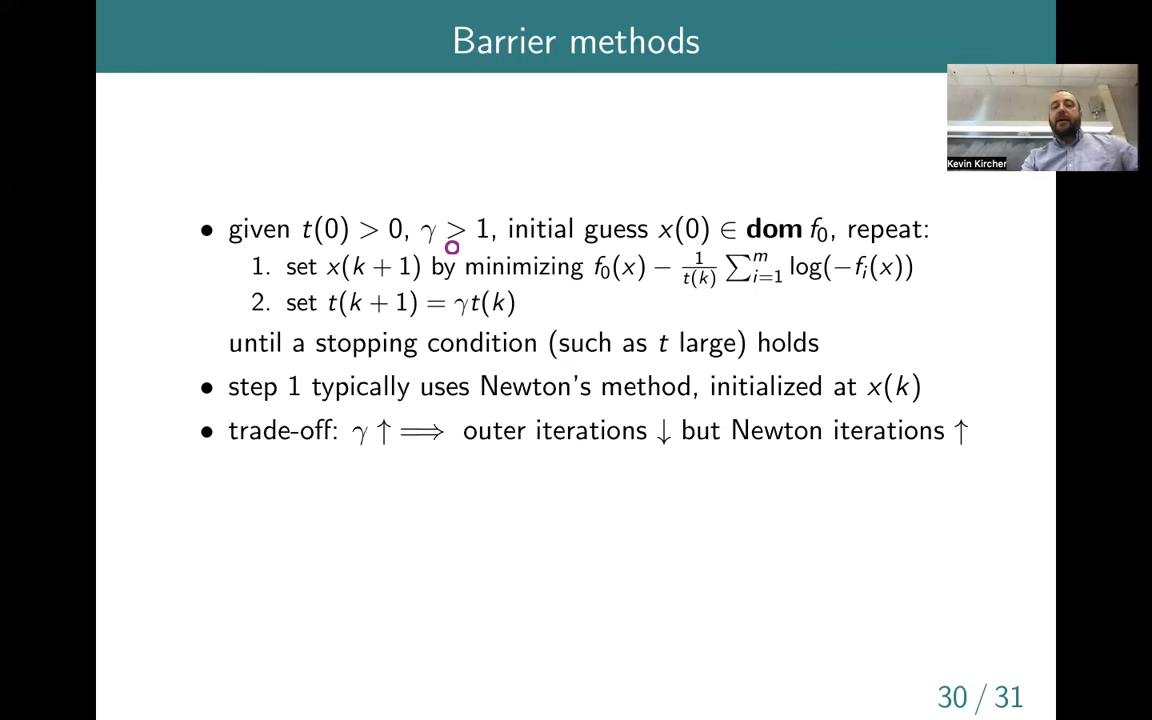 Barrier methods
Kevin Kircher
• given t(0) > 0, γ > 1, initial guess x(0) ∈ dom f₀, repeat:
1. set x(k + 1) by minimizing f₀(x) − 1/t(k) ∑ᵢ₌₁ᵐ log(−fᵢ(x))
2. set t(k + 1) = γt(k)
until a stopping condition (such as t large) holds
• step 1 typically uses Newton's method, initialized at x(k)
• trade-off: γ ↑ ⟹ outer iterations ↓ but Newton iterations ↑
30 / 31